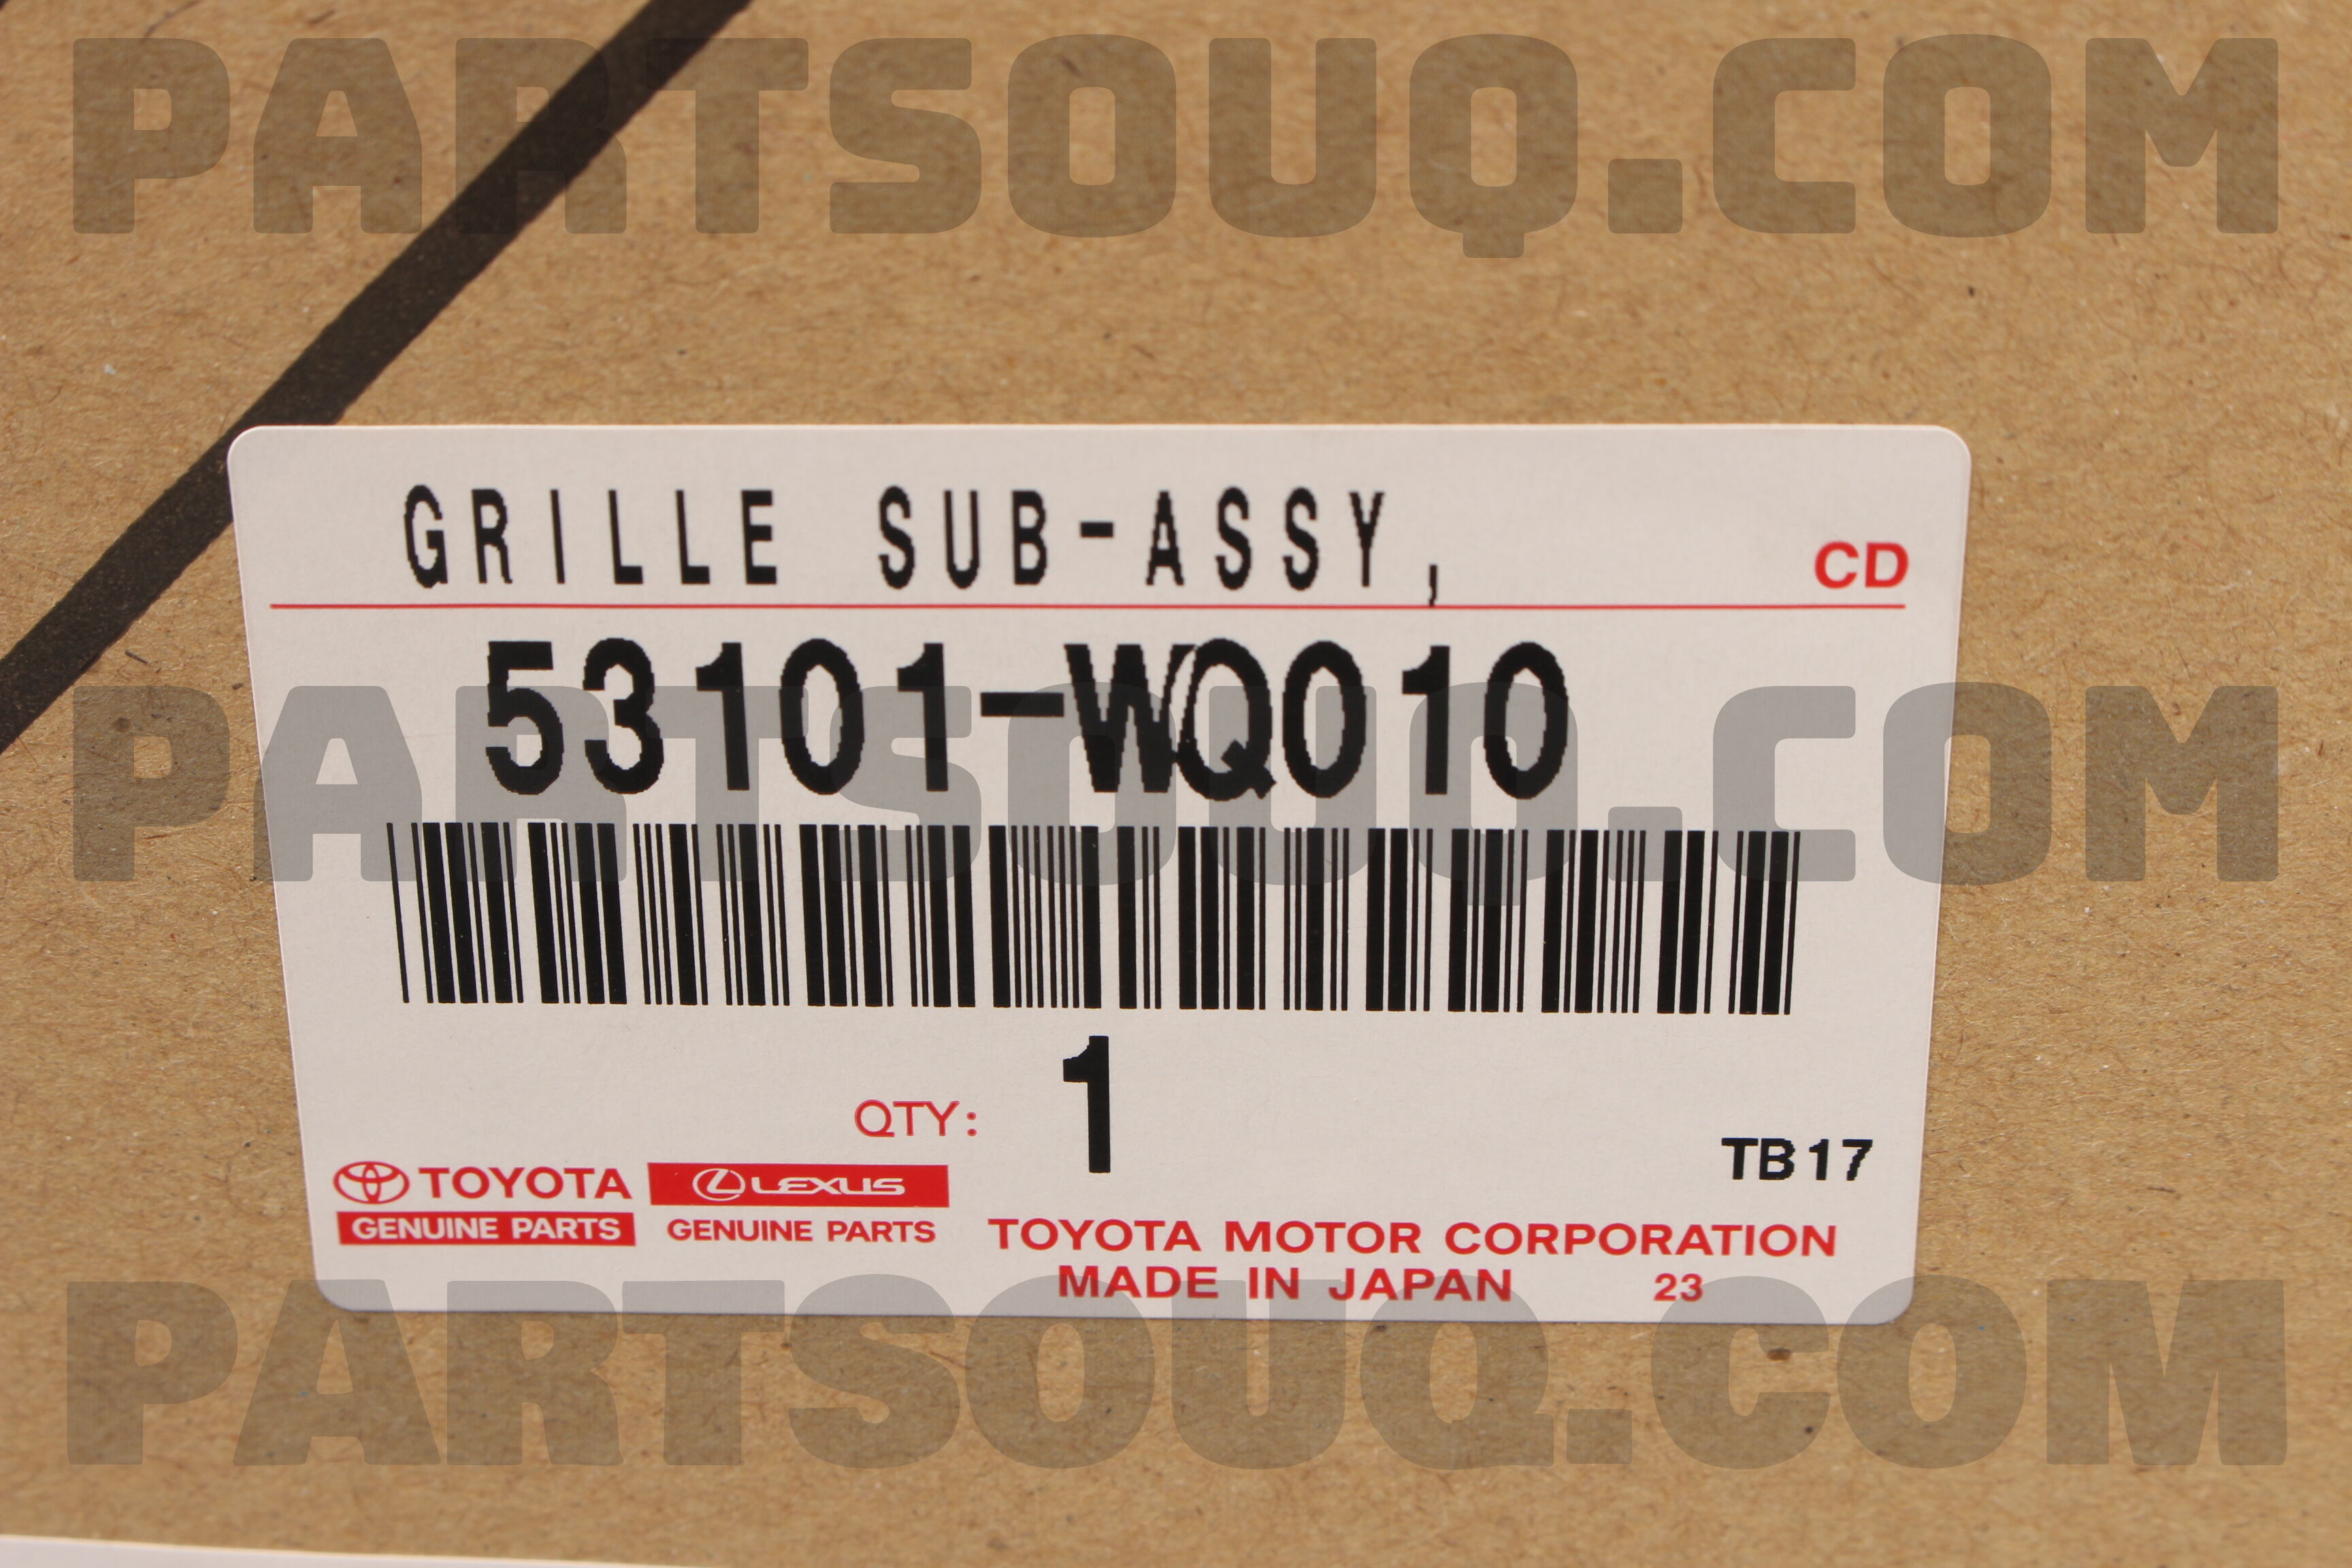 PARTSOUQ.COM
GRILLE SUB-ASSY,
CD
53101-WQ010
PARTSOUQ.COM
QTY: 1
TB17
TOYOTA
GENUINE PARTS
LEXUS
GENUINE PARTS
TOYOTA MOTOR CORPORATION
MADE IN JAPAN 23
PARTSOUQ.COM